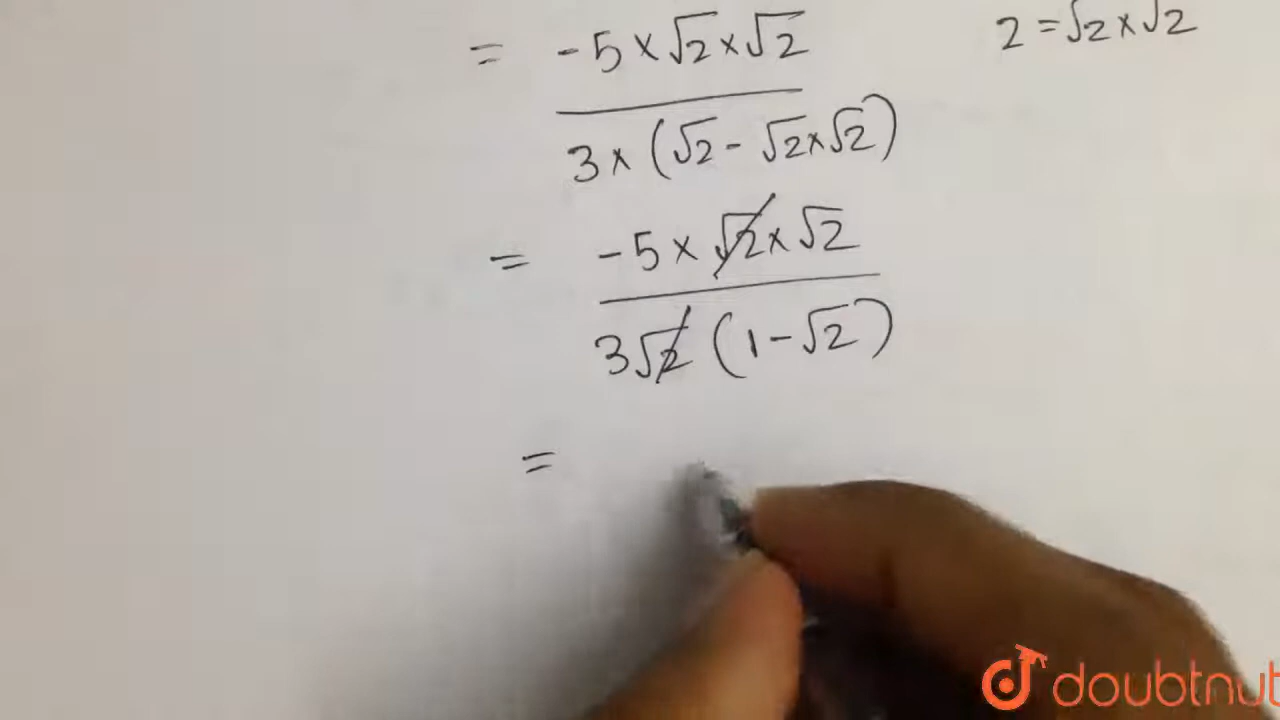 = -5×√2×√2 / 3×(√2-√2×√2)
2=√2×√2
= -5×√2×√2 / 3√2(1-√2)
=
doubtnut